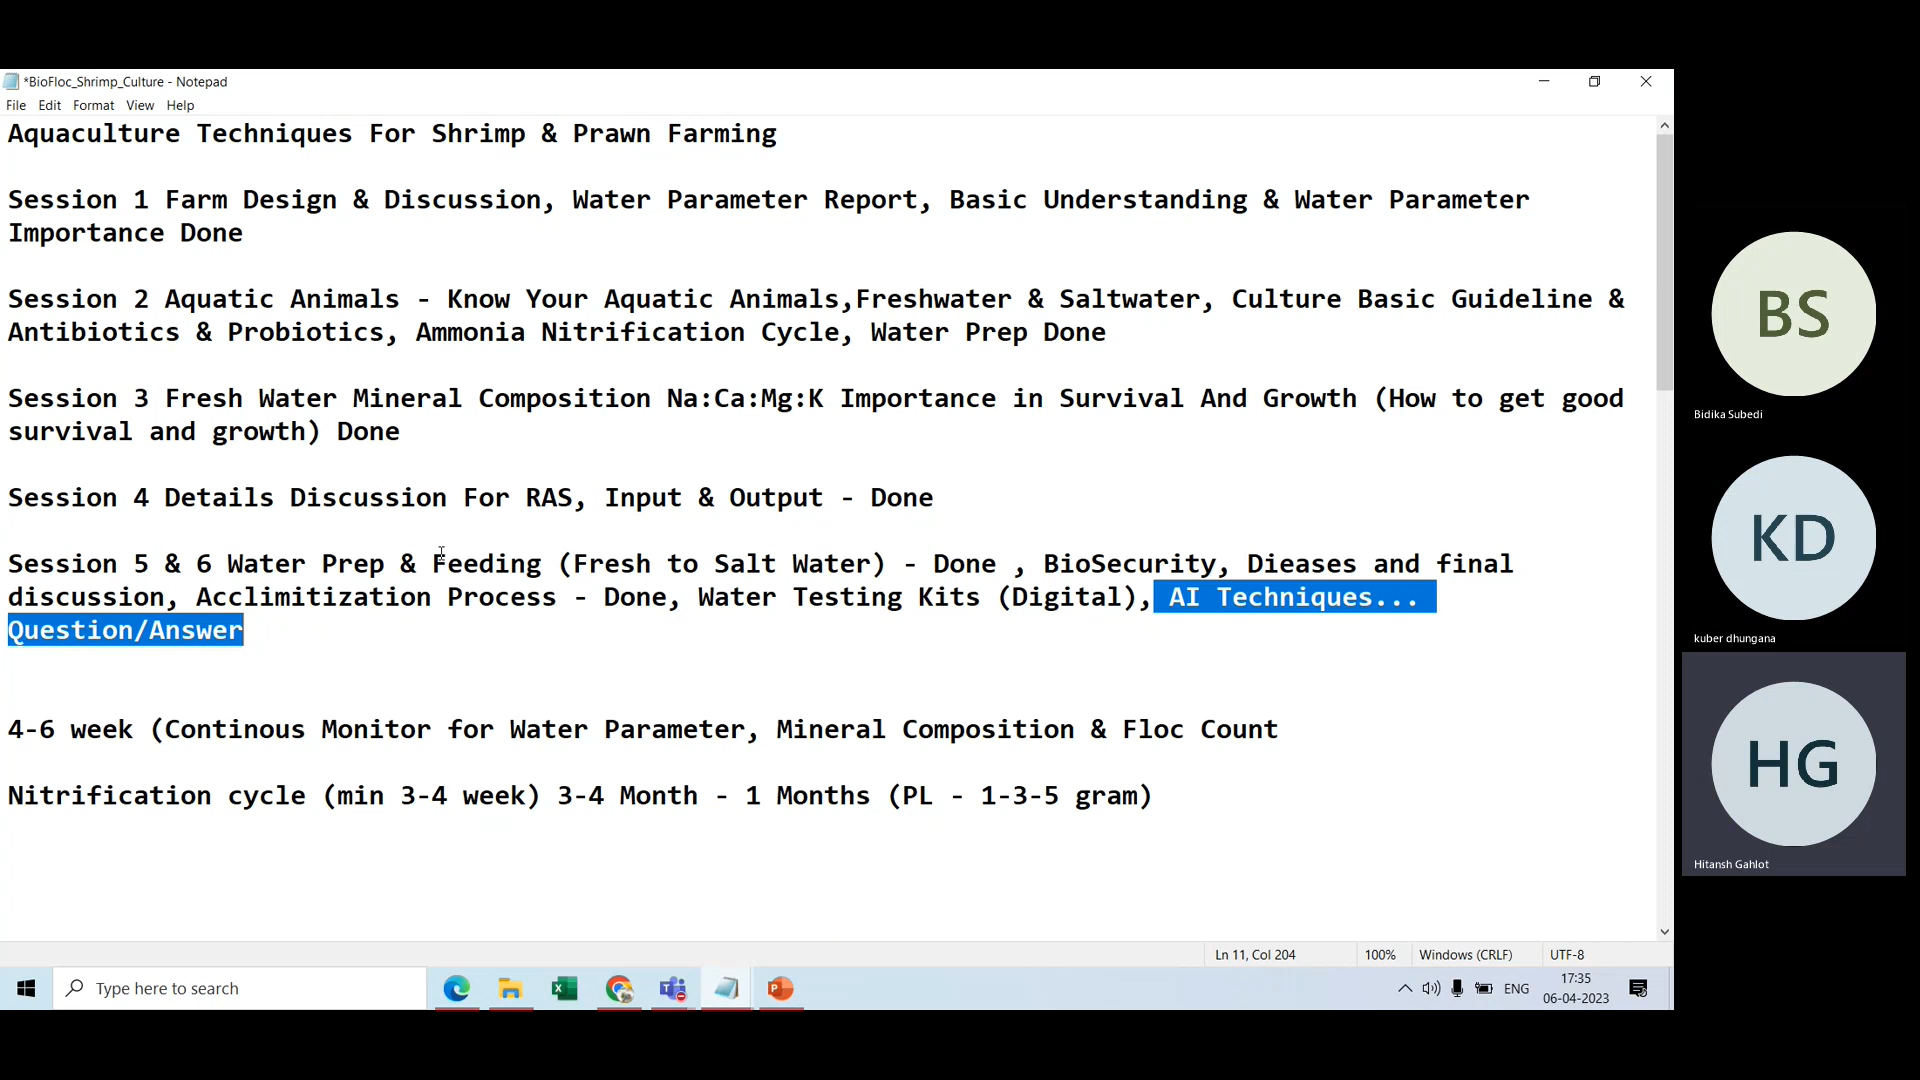 *BioFloc_Shrimp_Culture - Notepad
File Edit Format View Help
Aquaculture Techniques For Shrimp & Prawn Farming
Session 1 Farm Design & Discussion, Water Parameter Report, Basic Understanding & Water Parameter
Importance Done
Session 2 Aquatic Animals - Know Your Aquatic Animals,Freshwater & Saltwater, Culture Basic Guideline &
Antibiotics & Probiotics, Ammonia Nitrification Cycle, Water Prep Done
Session 3 Fresh Water Mineral Composition Na:Ca:Mg:K Importance in Survival And Growth (How to get good
survival and growth) Done
Session 4 Details Discussion For RAS, Input & Output - Done
Session 5 & 6 Water Prep & Feeding (Fresh to Salt Water) - Done , BioSecurity, Dieases and final
discussion, Acclimitization Process - Done, Water Testing Kits (Digital), AI Techniques...
Question/Answer
4-6 week (Continous Monitor for Water Parameter, Mineral Composition & Floc Count
Nitrification cycle (min 3-4 week) 3-4 Month - 1 Months (PL - 1-3-5 gram)
Ln 11, Col 204
100%
Windows (CRLF)
UTF-8
Type here to search
ENG
17:35
06-04-2023
BS
Bidika Subedi
KD
kuber dhungana
HG
Hitansh Gahlot